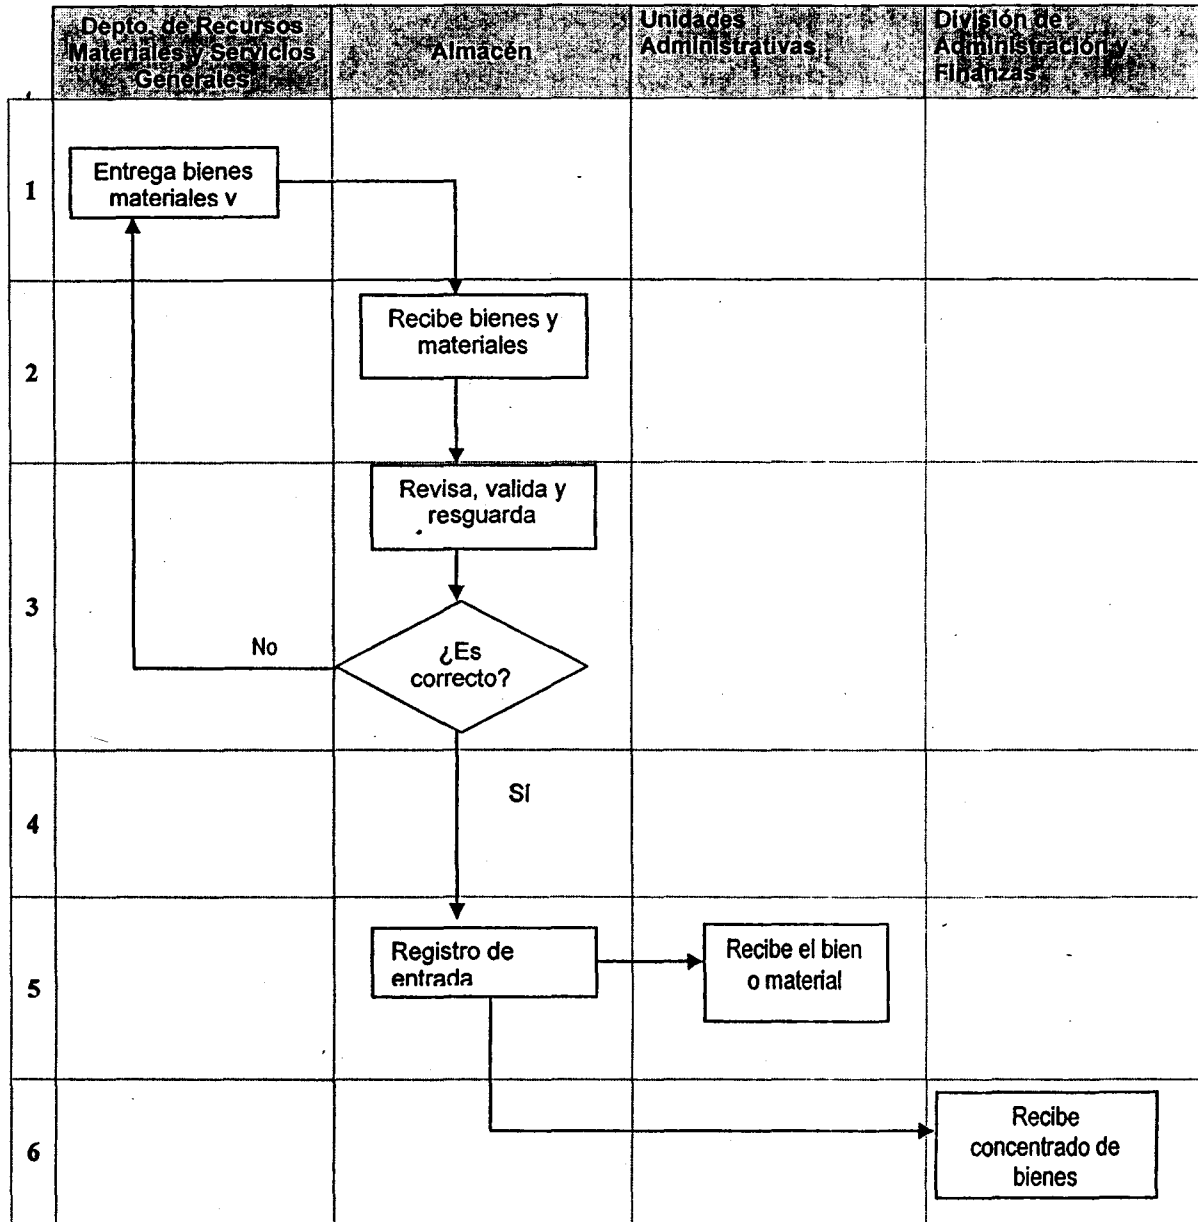 Depto. de Recursos
Materiales y Servicios
Generales
Almacén
Unidades
Administrativas
División de
Administración y
Finanzas
1
Entrega bienes
materiales v
2
Recibe bienes y
materiales
3
Revisa, valida y
resguarda
No
¿Es
correcto?
4
Sí
5
Registro de
entrada
Recibe el bien
o material
6
Recibe
concentrado de
bienes